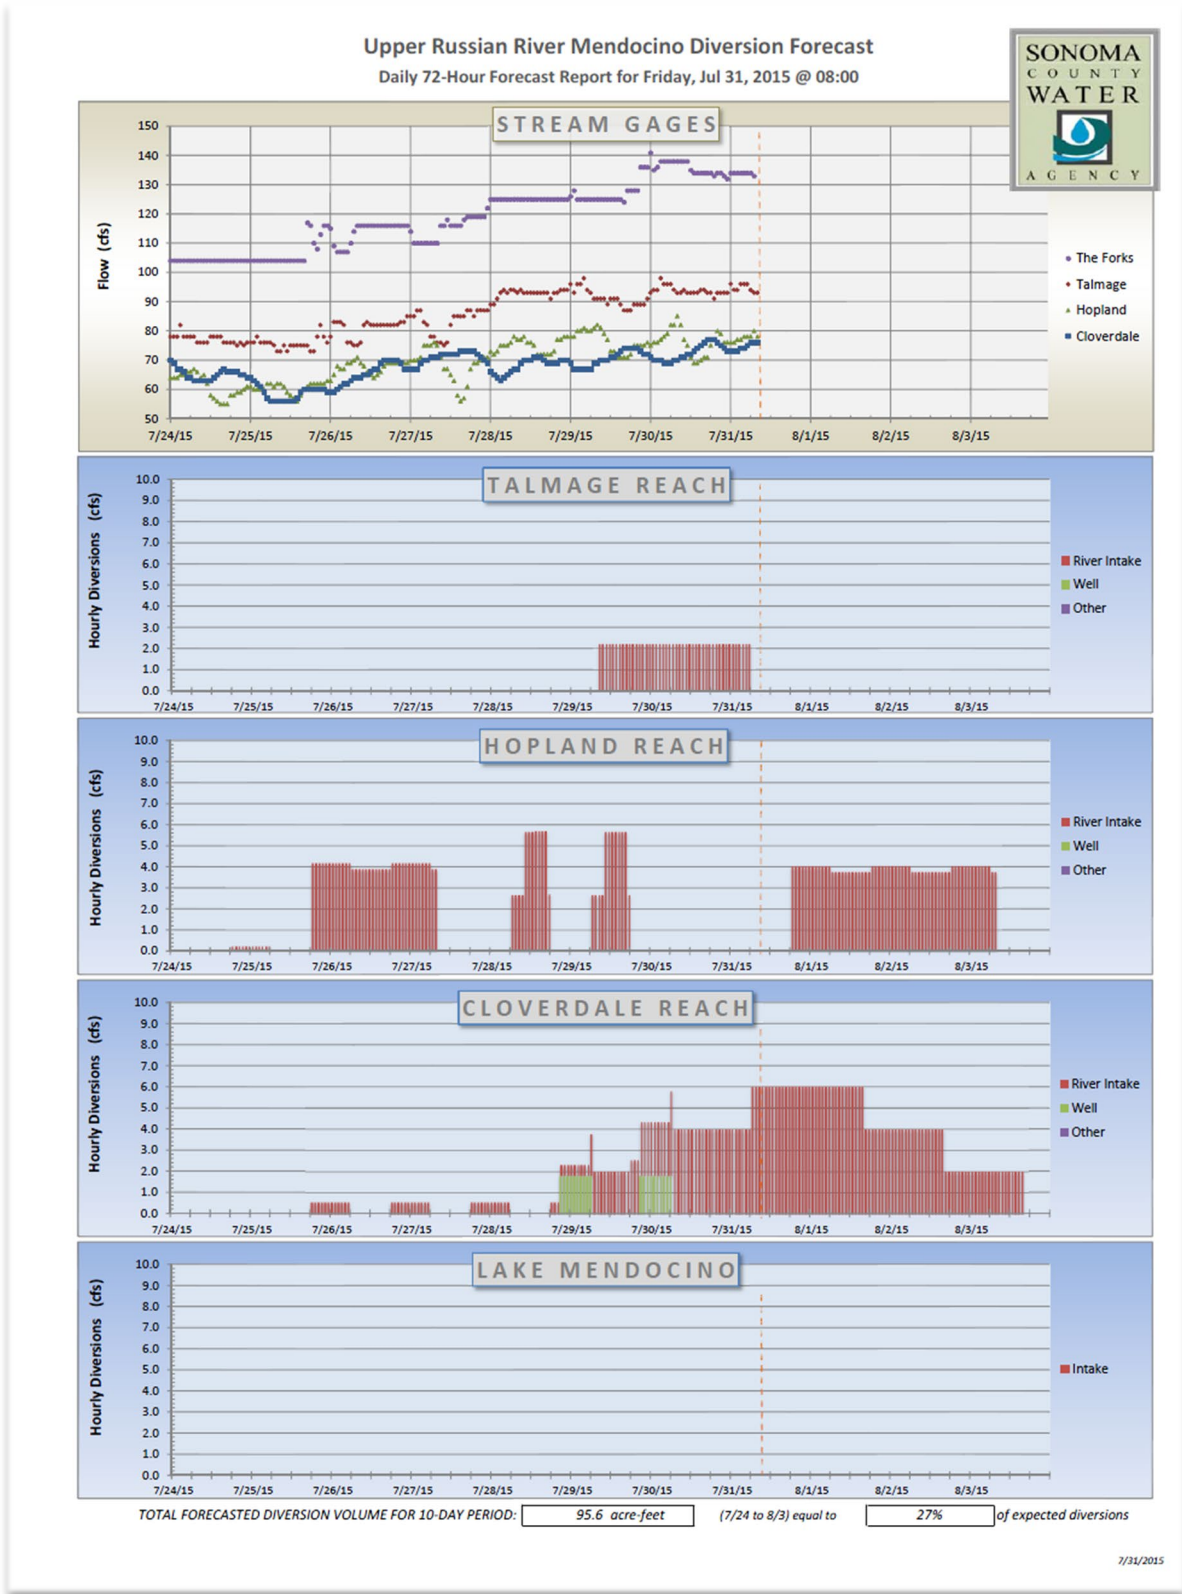 Upper Russian River Mendocino Diversion Forecast
Daily 72-Hour Forecast Report for Friday, Jul 31, 2015 @ 08:00
SONOMA
COUNTY
WATER
AGENCY
STREAM GAGES
Flow (cfs)
150
140
130
120
110
100
90
80
70
60
50
7/24/15 7/25/15 7/26/15 7/27/15 7/28/15 7/29/15 7/30/15 7/31/15 8/1/15 8/2/15 8/3/15
The Forks
Talmage
Hopland
Cloverdale
TALMAGE REACH
Hourly Diversions (cfs)
10.0
9.0
8.0
7.0
6.0
5.0
4.0
3.0
2.0
1.0
0.0
7/24/15 7/25/15 7/26/15 7/27/15 7/28/15 7/29/15 7/30/15 7/31/15 8/1/15 8/2/15 8/3/15
River Intake
Well
Other
HOPLAND REACH
Hourly Diversions (cfs)
10.0
9.0
8.0
7.0
6.0
5.0
4.0
3.0
2.0
1.0
0.0
7/24/15 7/25/15 7/26/15 7/27/15 7/28/15 7/29/15 7/30/15 7/31/15 8/1/15 8/2/15 8/3/15
River Intake
Well
Other
CLOVERDALE REACH
Hourly Diversions (cfs)
10.0
9.0
8.0
7.0
6.0
5.0
4.0
3.0
2.0
1.0
0.0
7/24/15 7/25/15 7/26/15 7/27/15 7/28/15 7/29/15 7/30/15 7/31/15 8/1/15 8/2/15 8/3/15
River Intake
Well
Other
LAKE MENDOCINO
Hourly Diversions (cfs)
10.0
9.0
8.0
7.0
6.0
5.0
4.0
3.0
2.0
1.0
0.0
7/24/15 7/25/15 7/26/15 7/27/15 7/28/15 7/29/15 7/30/15 7/31/15 8/1/15 8/2/15 8/3/15
Intake
TOTAL FORECASTED DIVERSION VOLUME FOR 10-DAY PERIOD: 95.6 acre-feet (7/24 to 8/3) equal to 27% of expected diversions
7/31/2015